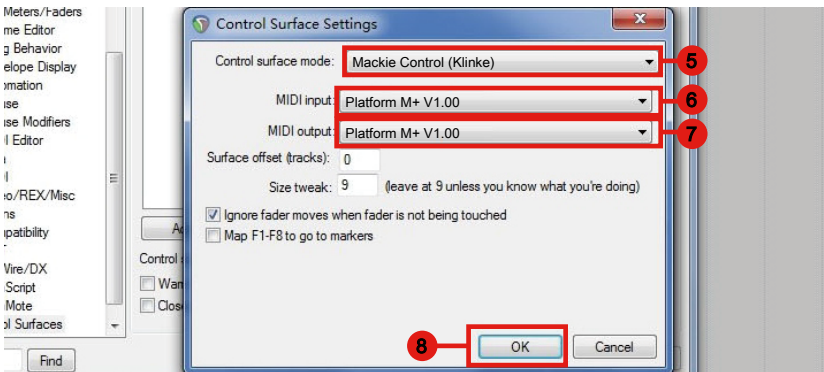 Meters/Faders
me Editor
g Behavior
elope Display
omation
use
use Modifiers
I Editor
eo/REX/Misc
ns
patibility
Wire/DX
Script
Mote
ol Surfaces
Find
Control
Clos
Control Surface Settings
Control surface mode: Mackie Control (Klinke) 5
MIDI input: Platform M+ V1.00 6
MIDI output: Platform M+ V1.00 7
Surface offset (tracks): 0
Size tweak: 9 (leave at 9 unless you know what you're doing)
Ignore fader moves when fader is not being touched
Map F1-F8 to go to markers
8 OK Cancel